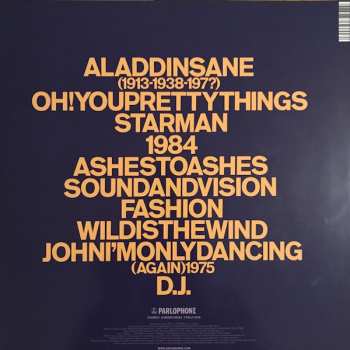 ALADDINSANE
(1913-1938-197?)
OH!YOUPRETTYTHINGS
STARMAN
1984
ASHESTOASHES
SOUNDANDVISION
FASHION
WILDISTHEWIND
JOHNI'MONLYDANCING
(AGAIN)1975
D.J.
PARLOPHONE